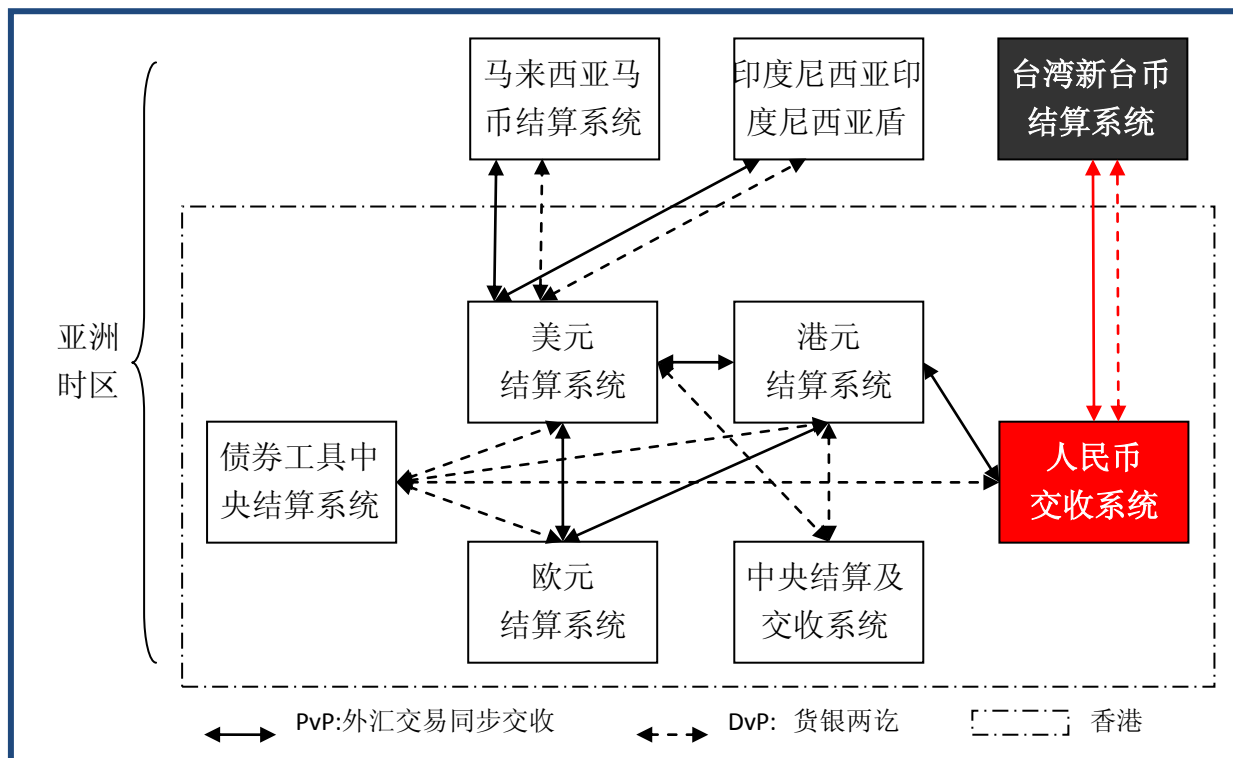 马来西亚马
币结算系统
印度尼西亚印
度尼西亚盾
台湾新台币
结算系统
亚洲
时区
美元
结算系统
港元
结算系统
债券工具中
央结算系统
人民币
交收系统
欧元
结算系统
中央结算及
交收系统
PvP:外汇交易同步交收
DvP: 货银两讫
香港